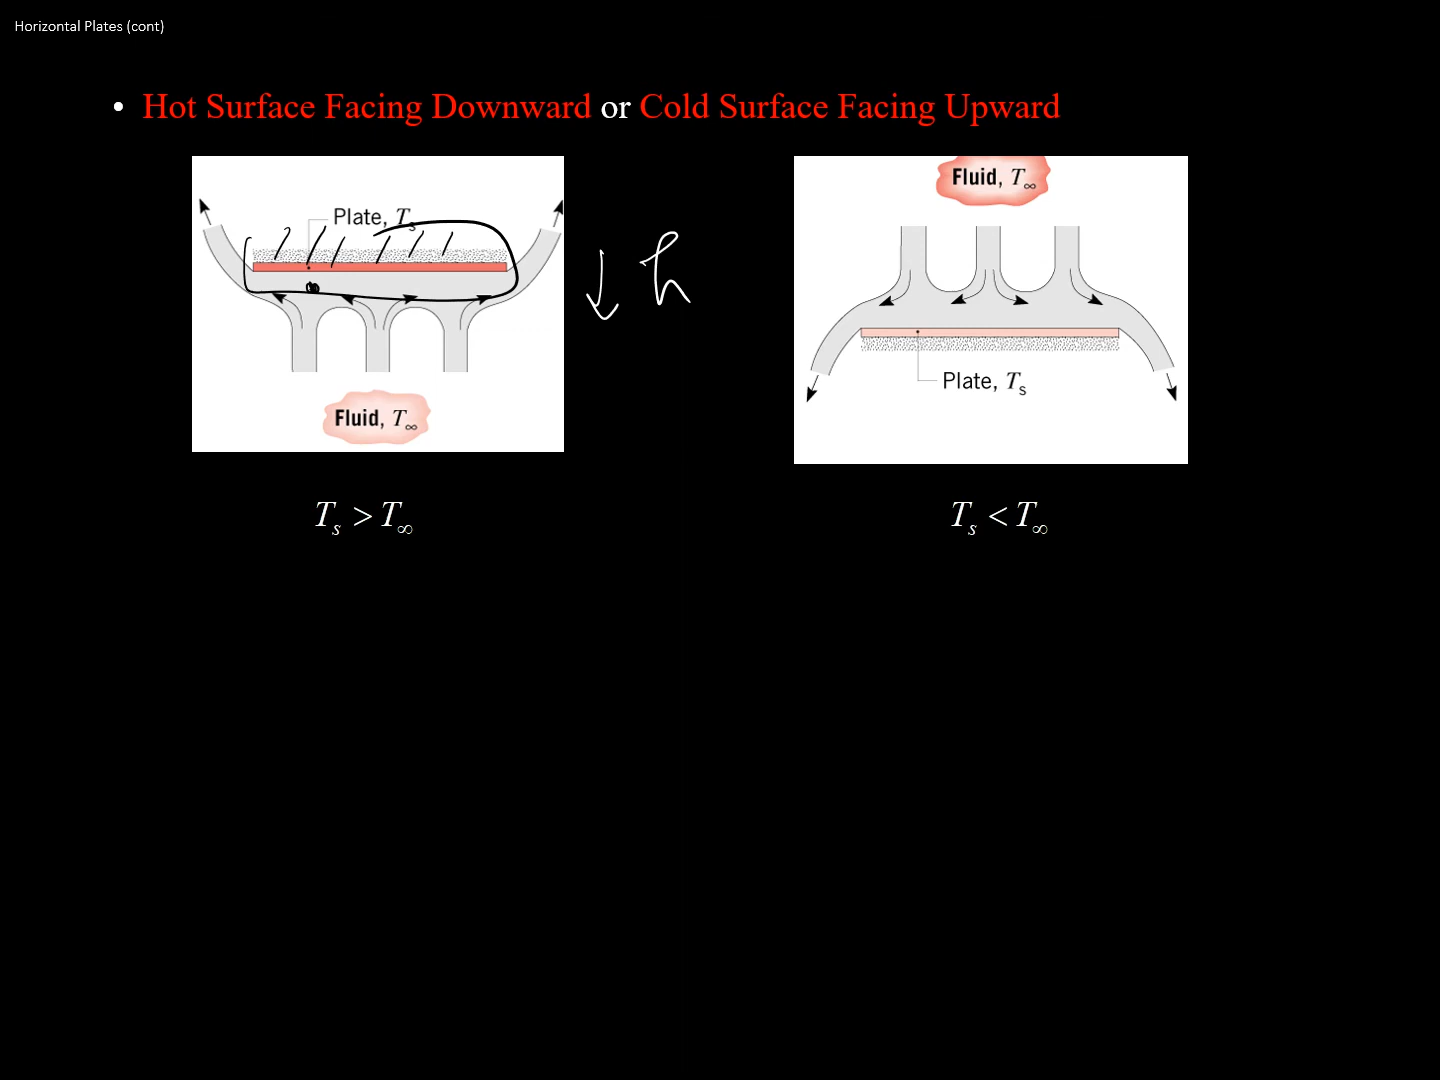 Horizontal Plates (cont)
• Hot Surface Facing Downward or Cold Surface Facing Upward
Plate, Ts
Fluid, T∞
↓ h
Fluid, T∞
Plate, Ts
Ts > T∞
Ts < T∞